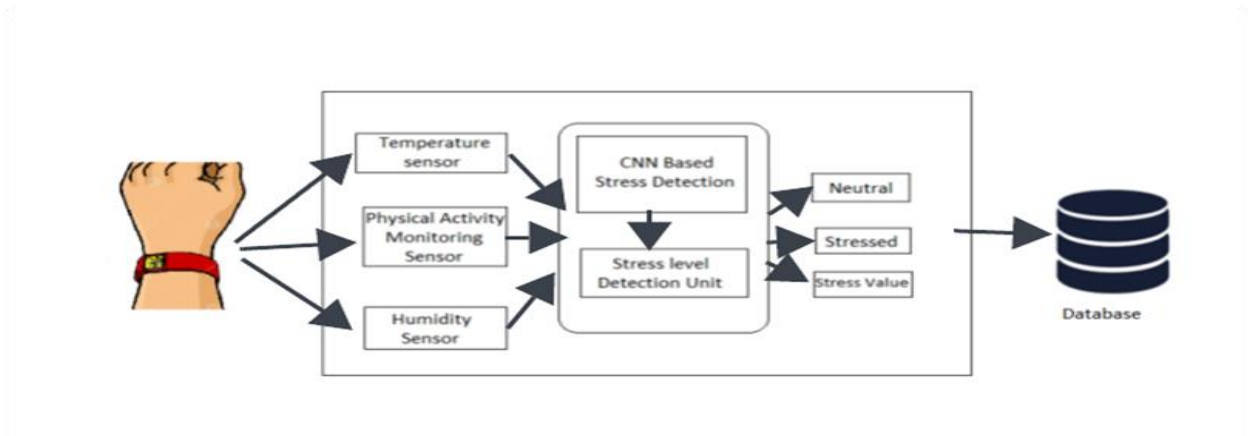 Temperature
sensor
Physical Activity
Monitoring
Sensor
Humidity
Sensor
CNN Based
Stress Detection
Stress level
Detection Unit
Neutral
Stressed
Stress Value
Database